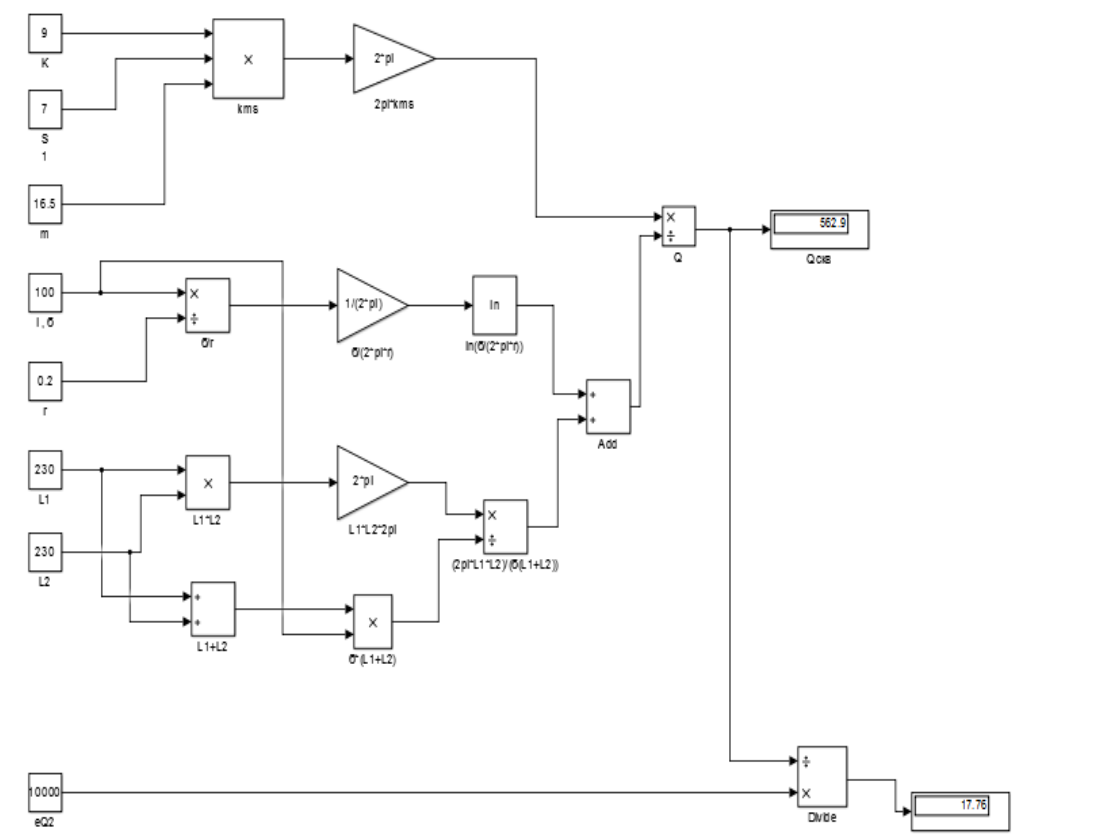 9
K
×
kms
2*pi
2pi*kms
7
S
1
16.5
m
×
÷
Q
562.9
Qскв
100
l, б
×
÷
б/r
1/(2*pi)
б/(2*pi*r)
ln
ln(б/(2*pi*r))
0.2
r
+
+
Add
230
L1
×
L1*L2
2*pi
L1*L2*2pi
×
÷
(2pi*L1*L2)/(б(L1+L2))
230
L2
+
+
L1+L2
×
б*(L1+L2)
10000
eQ2
÷
×
Divide
17.76